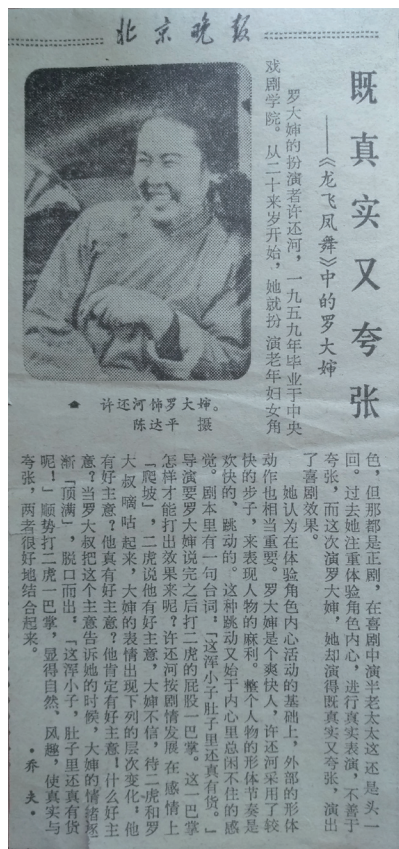 北京晚报
既真实又夸张
——《龙飞凤舞》中的罗大婶
罗大婶的扮演者许还河，一九五九年毕业于中央
戏剧学院。从二十来岁开始，她就扮演老年妇女角
许还河饰罗大婶。
陈达平　摄
色，但那都是正剧，在喜剧中演半老太太这还是头一
回。过去她注重体验角色内心，进行真实表演，不善于
夸张，而这次演罗大婶，她却演得既真实又夸张，演出
了喜剧效果。
她认为在体验角色内心活动的基础上，外部的形体
动作也相当重要。罗大婶是个爽快人，许还河采用了较
快的步子，来表现人物的麻利。整个人物的形体节奏是
欢快的、跳动的。这种跳动又始于内心里总闲不住的感
觉。剧本里有一句台词：“这浑小子肚子里还真有货。”
导演要罗大婶说完之后打二虎的屁股一巴掌。这一巴掌
怎样才能打出效果来呢？许还河按剧情发展在感情上
“爬坡”，二虎说他有好主意，大婶不信，待二虎和罗
大叔嘀咕起来，大婶的表情出现下列的层次变化：他
有好主意？他真有好主意？他肯定有好主意！什么好主
意？当罗大叔把这个主意告诉她的时候，大婶的情绪逐
渐“顶满”，脱口而出：“这浑小子，肚子里还真有货
呢！”顺势打二虎一巴掌，显得自然、风趣，使真实与
夸张，两者很好地结合起来。
·乔　夫·